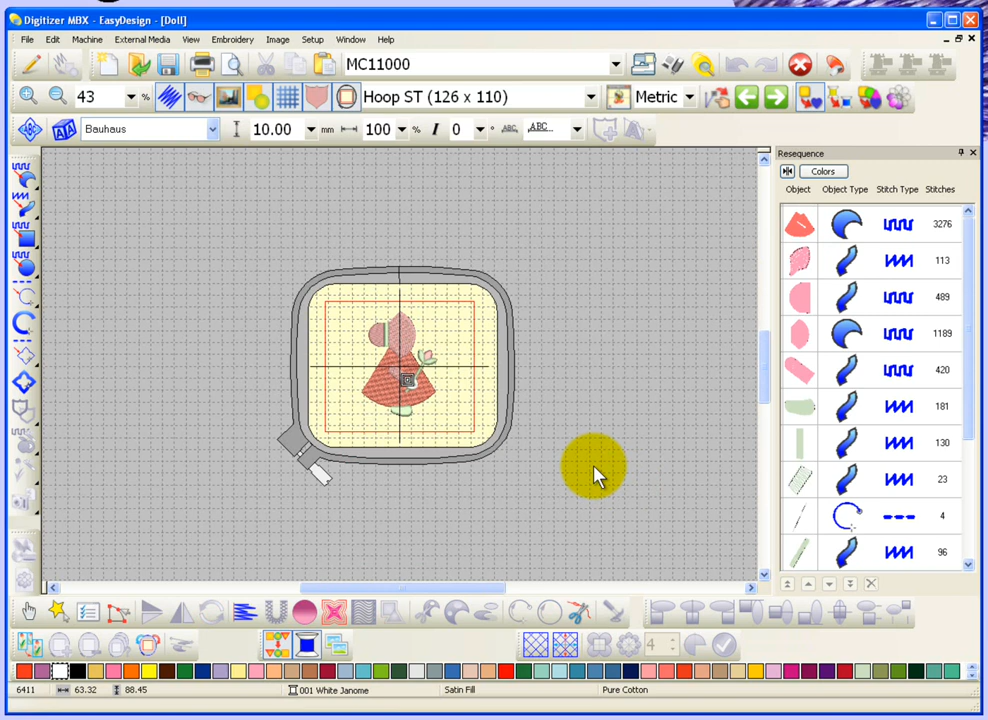 Digitizer MBX - EasyDesign - [Doll]
File Edit Machine External Media View Embroidery Image Setup Window Help
MC11000
43 % Hoop ST (126 x 110) Metric
Bauhaus 10.00 mm 100 % I 0 ° ABC ABC...
Resequence
Colors
Object Object Type Stitch Type Stitches
3276
113
489
1189
420
181
130
23
4
96
4
6411 63.32 88.45 001 White Janome Satin Fill Pure Cotton